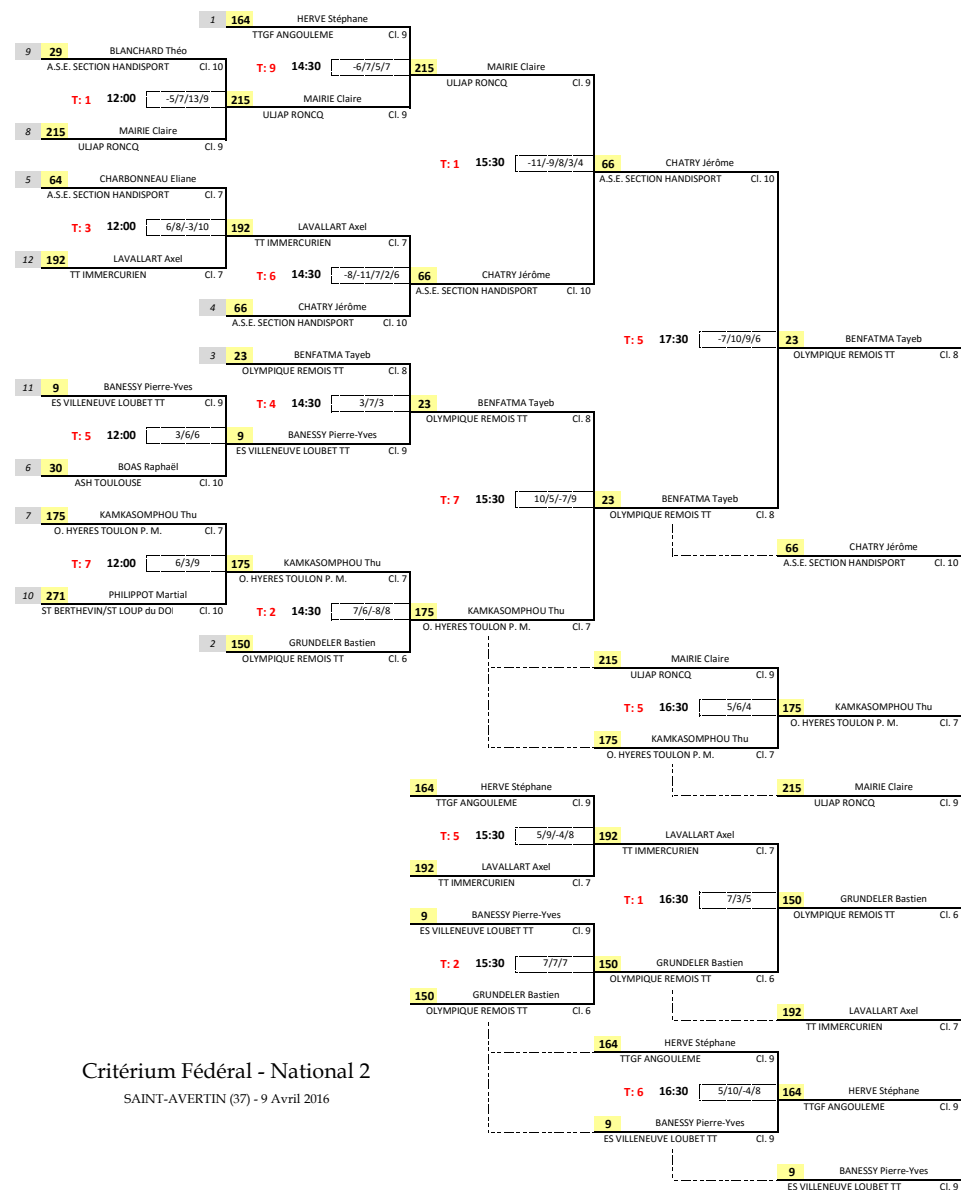 1 164 HERVE Stéphane
TTGF ANGOULEME Cl. 9
9 29 BLANCHARD Théo
A.S.E. SECTION HANDISPORT Cl. 10
T: 9 14:30 -6/7/5/7 215 MAIRIE Claire
ULJAP RONCQ Cl. 9
T: 1 12:00 -5/7/13/9 215 MAIRIE Claire
ULJAP RONCQ Cl. 9
8 215 MAIRIE Claire
ULJAP RONCQ Cl. 9
T: 1 15:30 -11/-9/8/3/4 66 CHATRY Jérôme
A.S.E. SECTION HANDISPORT Cl. 10
5 64 CHARBONNEAU Eliane
A.S.E. SECTION HANDISPORT Cl. 7
T: 3 12:00 6/8/-3/10 192 LAVALLART Axel
TT IMMERCURIEN Cl. 7
12 192 LAVALLART Axel
TT IMMERCURIEN Cl. 7
T: 6 14:30 -8/-11/7/2/6 66 CHATRY Jérôme
A.S.E. SECTION HANDISPORT Cl. 10
4 66 CHATRY Jérôme
A.S.E. SECTION HANDISPORT Cl. 10
T: 5 17:30 -7/10/9/6 23 BENFATMA Tayeb
OLYMPIQUE REMOIS TT Cl. 8
3 23 BENFATMA Tayeb
OLYMPIQUE REMOIS TT Cl. 8
11 9 BANESSY Pierre-Yves
ES VILLENEUVE LOUBET TT Cl. 9
T: 4 14:30 3/7/3 23 BENFATMA Tayeb
OLYMPIQUE REMOIS TT Cl. 8
T: 5 12:00 3/6/6 9 BANESSY Pierre-Yves
ES VILLENEUVE LOUBET TT Cl. 9
6 30 BOAS Raphaël
ASH TOULOUSE Cl. 10
T: 7 15:30 10/5/-7/9 23 BENFATMA Tayeb
OLYMPIQUE REMOIS TT Cl. 8
7 175 KAMKASOMPHOU Thu
O. HYERES TOULON P. M. Cl. 7
66 CHATRY Jérôme
A.S.E. SECTION HANDISPORT Cl. 10
T: 7 12:00 6/3/9 175 KAMKASOMPHOU Thu
O. HYERES TOULON P. M. Cl. 7
10 271 PHILIPPOT Martial
ST BERTHEVIN/ST LOUP du DO Cl. 10
T: 2 14:30 7/6/-8/8 175 KAMKASOMPHOU Thu
O. HYERES TOULON P. M. Cl. 7
2 150 GRUNDELER Bastien
OLYMPIQUE REMOIS TT Cl. 6
215 MAIRIE Claire
ULJAP RONCQ Cl. 9
T: 5 16:30 5/6/4 175 KAMKASOMPHOU Thu
O. HYERES TOULON P. M. Cl. 7
175 KAMKASOMPHOU Thu
O. HYERES TOULON P. M. Cl. 7
164 HERVE Stéphane
TTGF ANGOULEME Cl. 9
215 MAIRIE Claire
ULJAP RONCQ Cl. 9
T: 5 15:30 5/9/-4/8 192 LAVALLART Axel
TT IMMERCURIEN Cl. 7
192 LAVALLART Axel
TT IMMERCURIEN Cl. 7
T: 1 16:30 7/3/5 150 GRUNDELER Bastien
OLYMPIQUE REMOIS TT Cl. 6
9 BANESSY Pierre-Yves
ES VILLENEUVE LOUBET TT Cl. 9
T: 2 15:30 7/7/7 150 GRUNDELER Bastien
OLYMPIQUE REMOIS TT Cl. 6
150 GRUNDELER Bastien
OLYMPIQUE REMOIS TT Cl. 6
192 LAVALLART Axel
TT IMMERCURIEN Cl. 7
164 HERVE Stéphane
TTGF ANGOULEME Cl. 9
Critérium Fédéral - National 2
SAINT-AVERTIN (37) - 9 Avril 2016
T: 6 16:30 5/10/-4/8 164 HERVE Stéphane
TTGF ANGOULEME Cl. 9
9 BANESSY Pierre-Yves
ES VILLENEUVE LOUBET TT Cl. 9
9 BANESSY Pierre-Yves
ES VILLENEUVE LOUBET TT Cl. 9